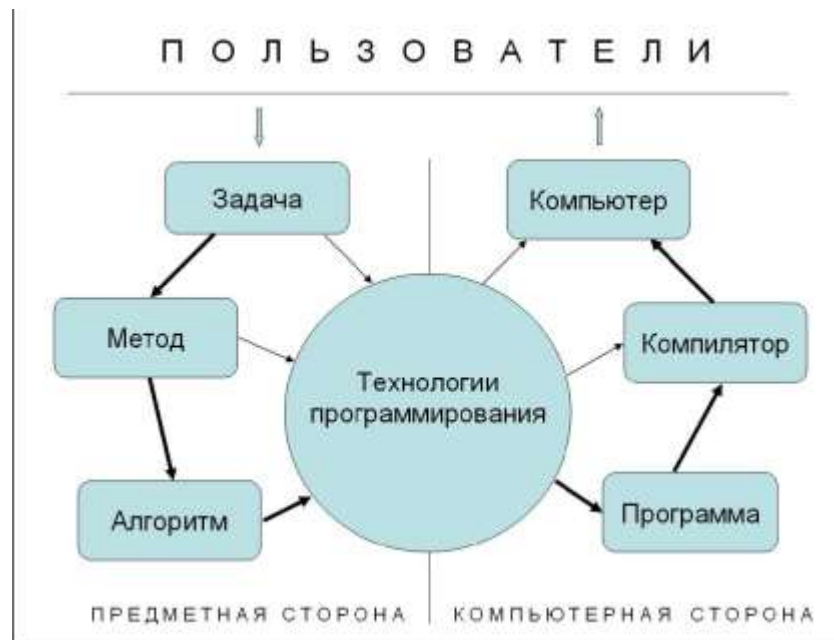 ПОЛЬЗОВАТЕЛИ
Задача
Компьютер
Метод
Компилятор
Технологии
программирования
Алгоритм
Программа
ПРЕДМЕТНАЯ СТОРОНА
КОМПЬЮТЕРНАЯ СТОРОНА